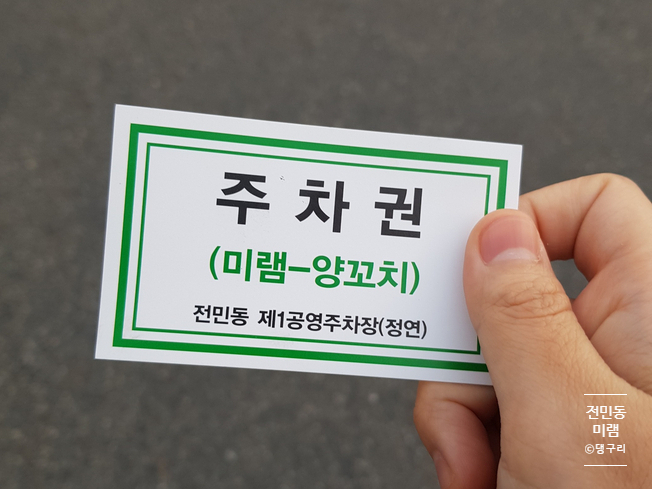 주차권
(미램-양꼬치)
전민동 제1공영주차장(정연)
전민동
미램
©댕구리